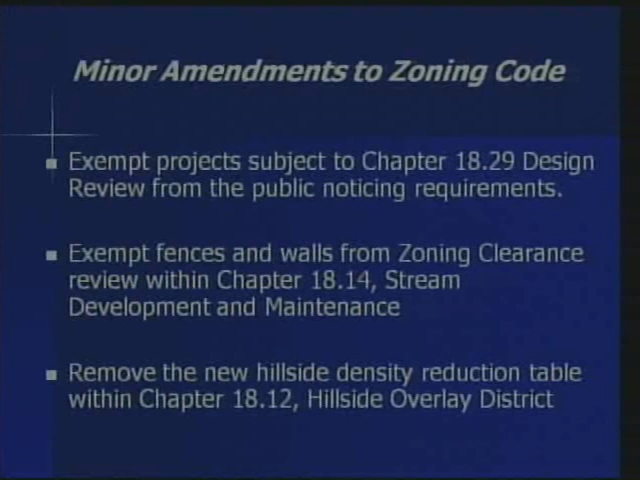 Minor Amendments to Zoning Code
Exempt projects subject to Chapter 18.29 Design
Review from the public noticing requirements.
Exempt fences and walls from Zoning Clearance
review within Chapter 18.14, Stream
Development and Maintenance
Remove the new hillside density reduction table
within Chapter 18.12, Hillside Overlay District